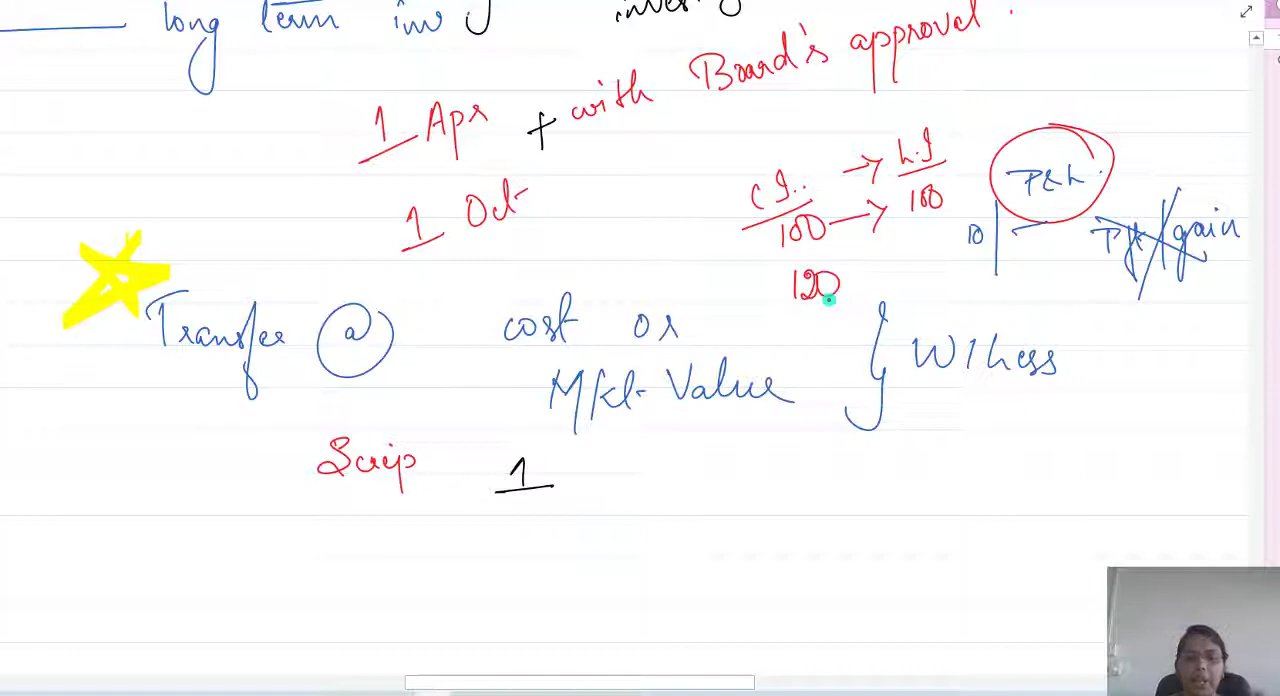 long term inv
with Board's approval.
1 Apr +
1 Oct
C I.. → L.I
100 → 100
120
P&L.
10 gain
Transfer @ cost or
Mkt Value } W.E. less
Scrip 1